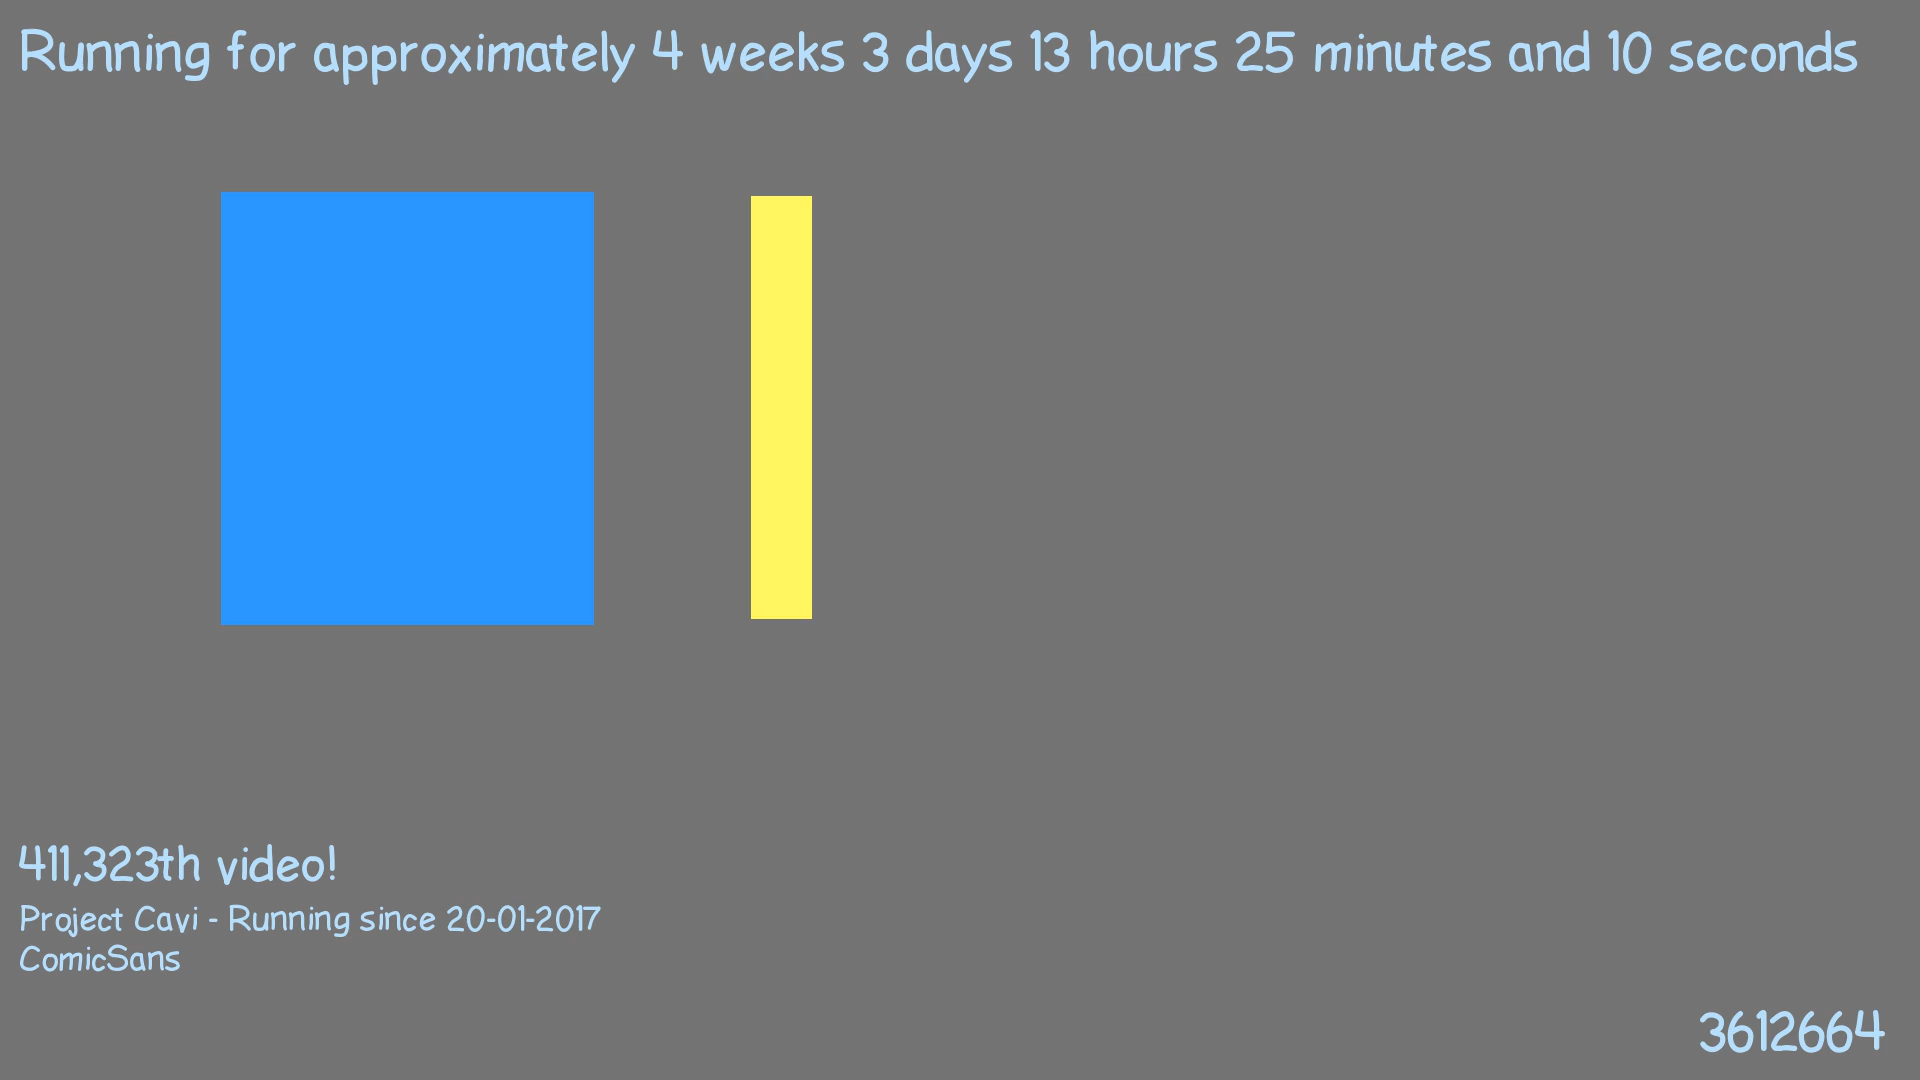 Running for approximately 4 weeks 3 days 13 hours 25 minutes and 10 seconds
411,323th video!
Project Cavi - Running since 20-01-2017
ComicSans
3612664